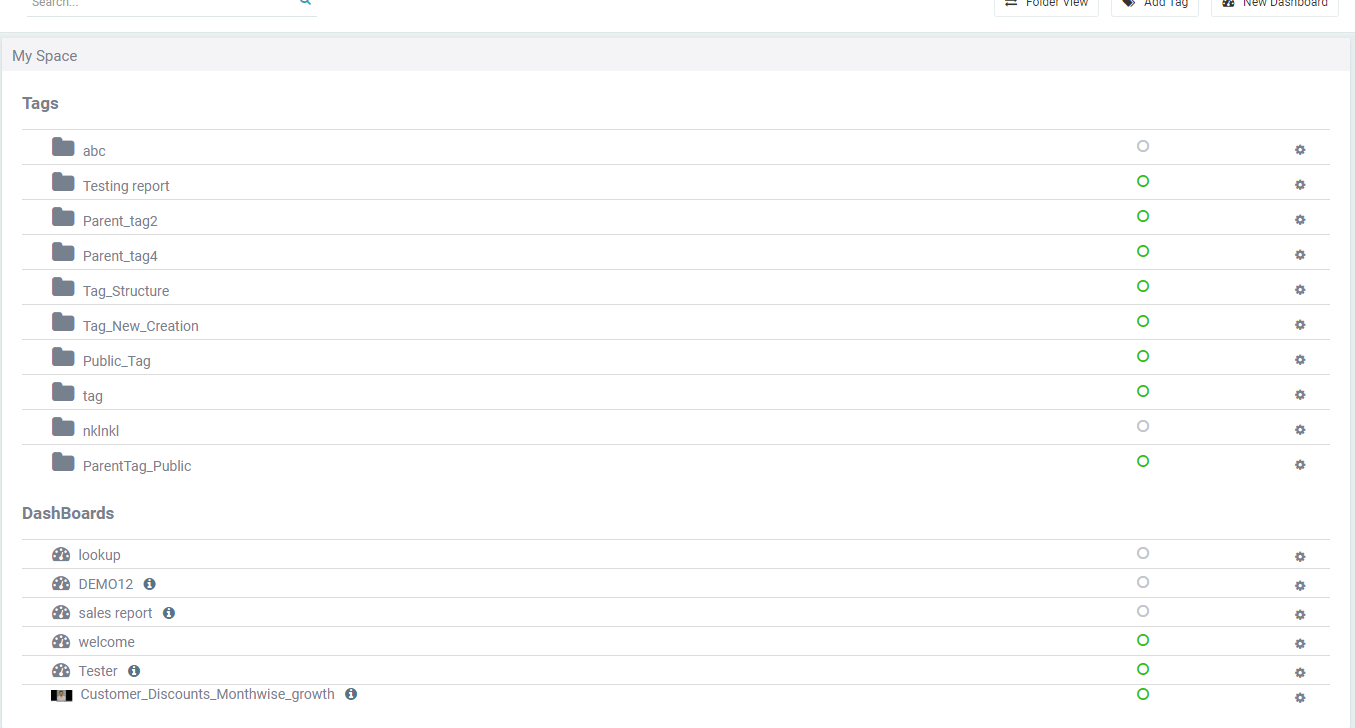 Search...
Folder View
Add Tag
New Dashboard
My Space
Tags
abc
Testing report
Parent_tag2
Parent_tag4
Tag_Structure
Tag_New_Creation
Public_Tag
tag
nklnkl
ParentTag_Public
DashBoards
lookup
DEMO12
sales report
welcome
Tester
Customer_Discounts_Monthwise_growth